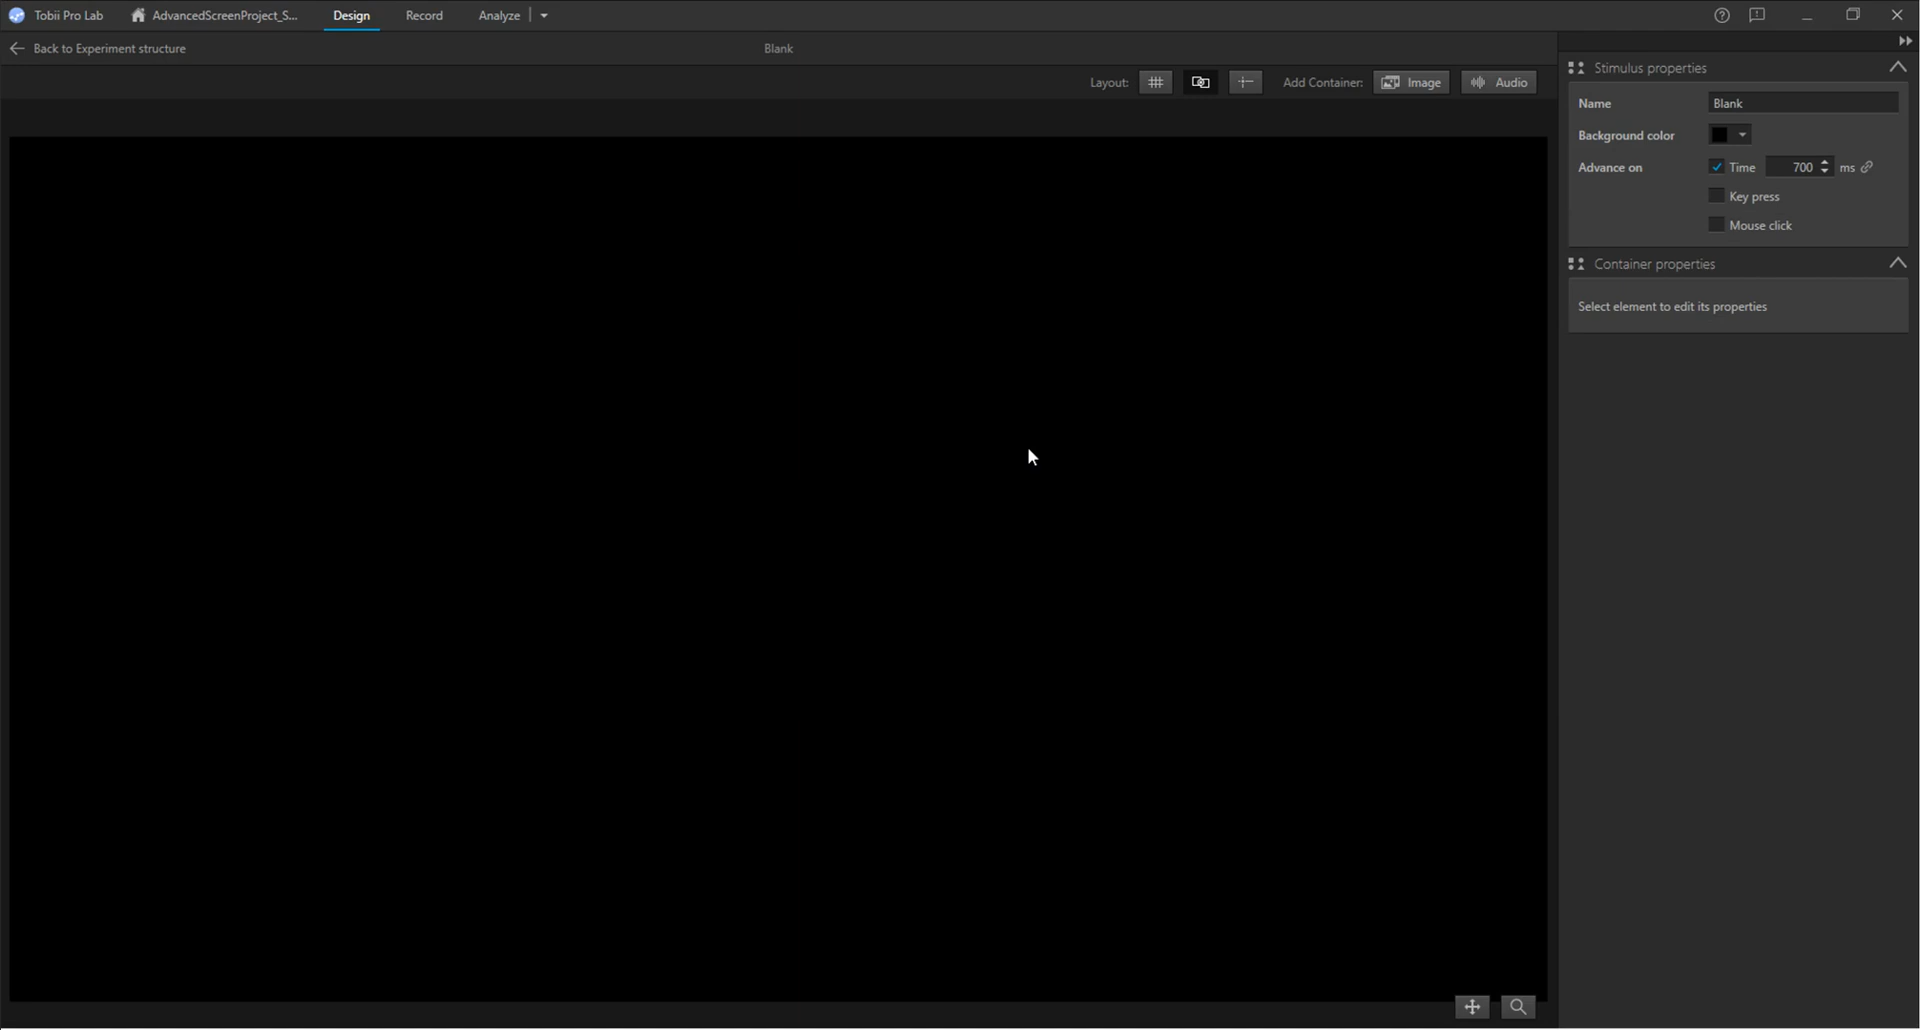 Tobii Pro Lab AdvancedScreenProject_S... Design Record Analyze
Back to Experiment structure Blank
Layout: Add Container: Image Audio
Stimulus properties
Name Blank
Background color
Advance on Time 700 ms
Key press
Mouse click
Container properties
Select element to edit its properties